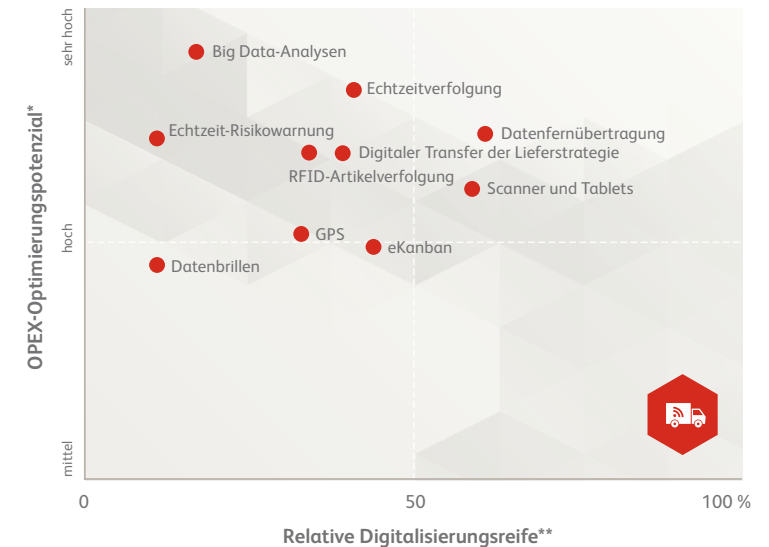 sehr hoch
Big Data-Analysen
Echtzeitverfolgung
Echtzeit-Risikowarnung
Datenfernübertragung
Digitaler Transfer der Lieferstrategie
RFID-Artikelverfolgung
Scanner und Tablets
OPEX-Optimierungspotenzial*
hoch
GPS
eKanban
Datenbrillen
mittel
0
50
100 %
Relative Digitalisierungsreife**